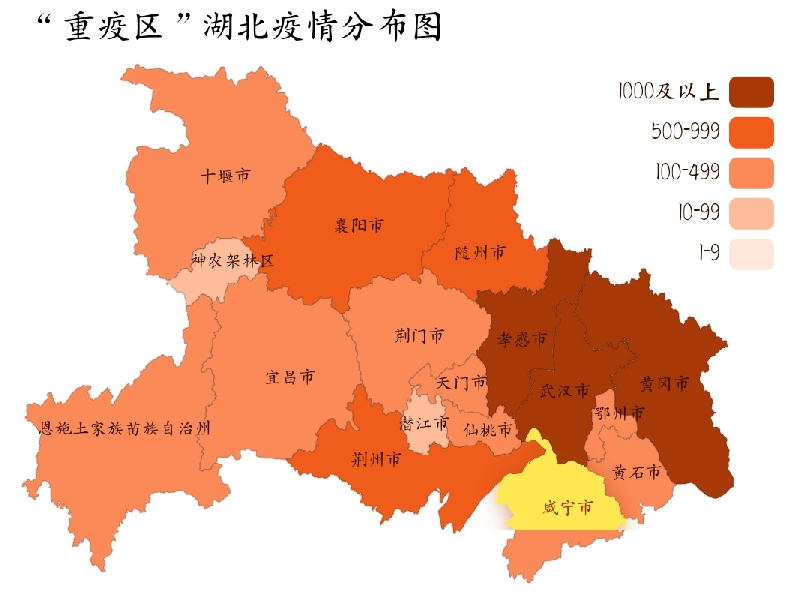 “重疫区”湖北疫情分布图
1000及以上
500-999
100-499
10-99
1-9
十堰市
襄阳市
随州市
神农架林区
荆门市
孝感市
宜昌市
天门市
武汉市
黄冈市
恩施土家族苗族自治州
潜江市
仙桃市
鄂州市
荆州市
黄石市
咸宁市